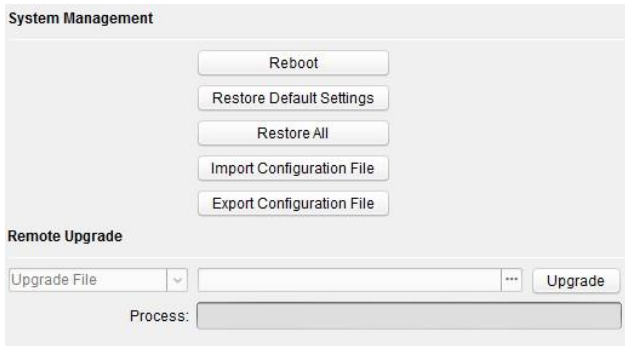 System Management
Reboot
Restore Default Settings
Restore All
Import Configuration File
Export Configuration File
Remote Upgrade
Upgrade File ... Upgrade
Process: